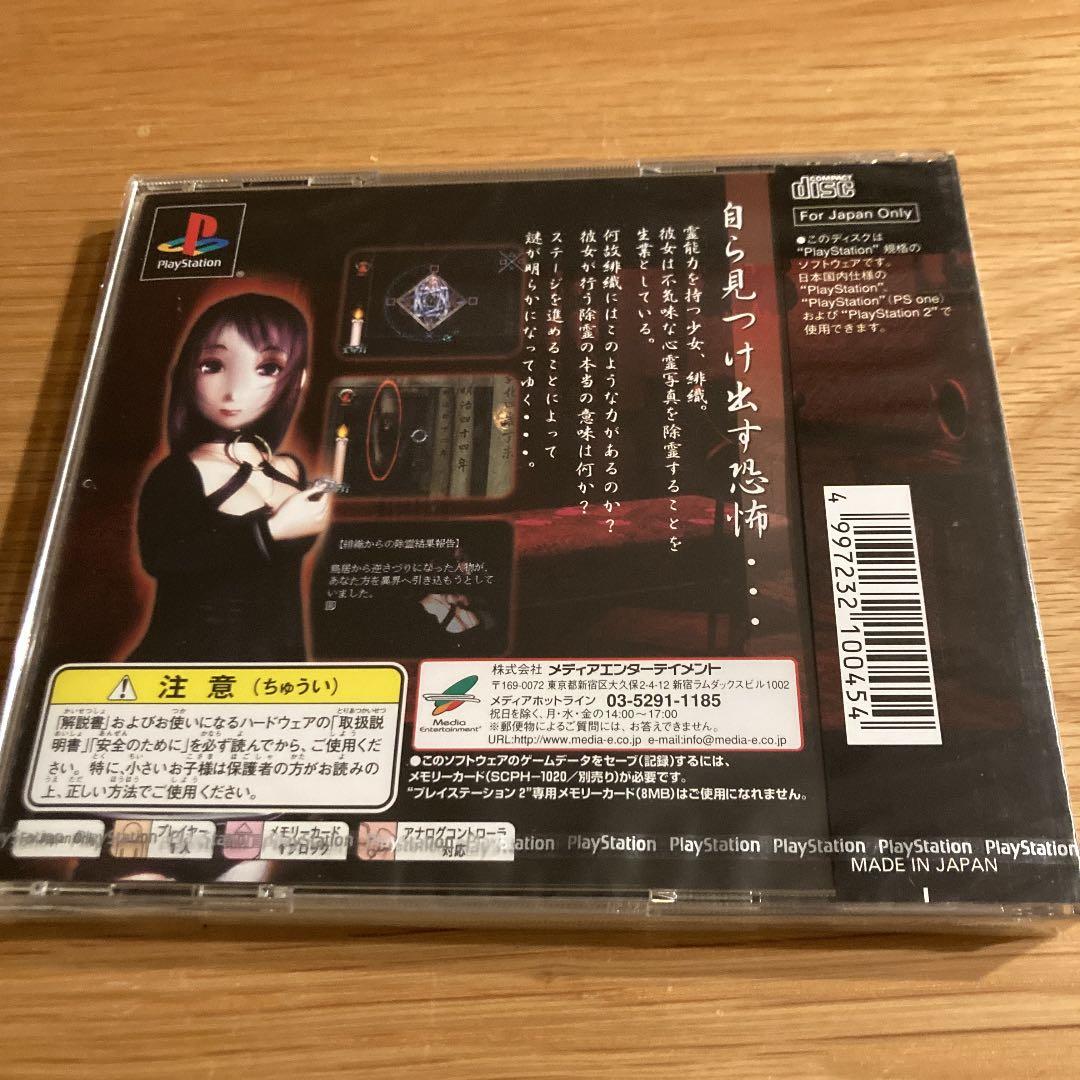 PlayStation
自ら見つけ出す恐怖・・・
霊能力を持つ少女、緋織。
彼女は不気味な心霊写真を除霊することを
生業としている。
何故緋織にはこのような力があるのか?
彼女が行う除霊の本当の意味は何か?
ステージを進めることによって
謎が明らかになってゆく・・・。
明治四十四年
【緋織からの除霊結果報告】
鳥居から逆さづりになった人物が、
あなた方を異界へ引き込もうとして
いました。
COMPACT
disc
For Japan Only
●このディスクは
"PlayStation" 規格の
ソフトウェアです。
日本国内仕様の
"PlayStation"、
"PlayStation"(PS one)
および"PlayStation 2"で
使用できます。
4 997232 100454
注意(ちゅうい)
「解説書」およびお使いになるハードウェアの「取扱説
明書」「安全のために」を必ず読んでから、ご使用くだ
さい。特に、小さいお子様は保護者の方がお読みの
上、正しい方法でご使用ください。
株式会社 メディアエンターテイメント
〒169-0072 東京都新宿区大久保2-4-12 新宿ラムダックスビル1002
メディアホットライン 03-5291-1185
祝日を除く、月・水・金の14:00〜17:00
※郵便物によるご質問には、お答えできません。
URL:http://www.media-e.co.jp e-mail:info@media-e.co.jp
Media
Entertainment
●このソフトウェアのゲームデータをセーブ(記録)するには、
メモリーカード(SCPH-1020/別売り)が必要です。
"プレイステーション 2"専用メモリーカード(8MB)はご使用になれません。
For Japan Only
プレイヤー
1人
メモリーカード
1ブロック
アナログコントローラ
対応
PlayStation PlayStation PlayStation PlayStation PlayStation
MADE IN JAPAN